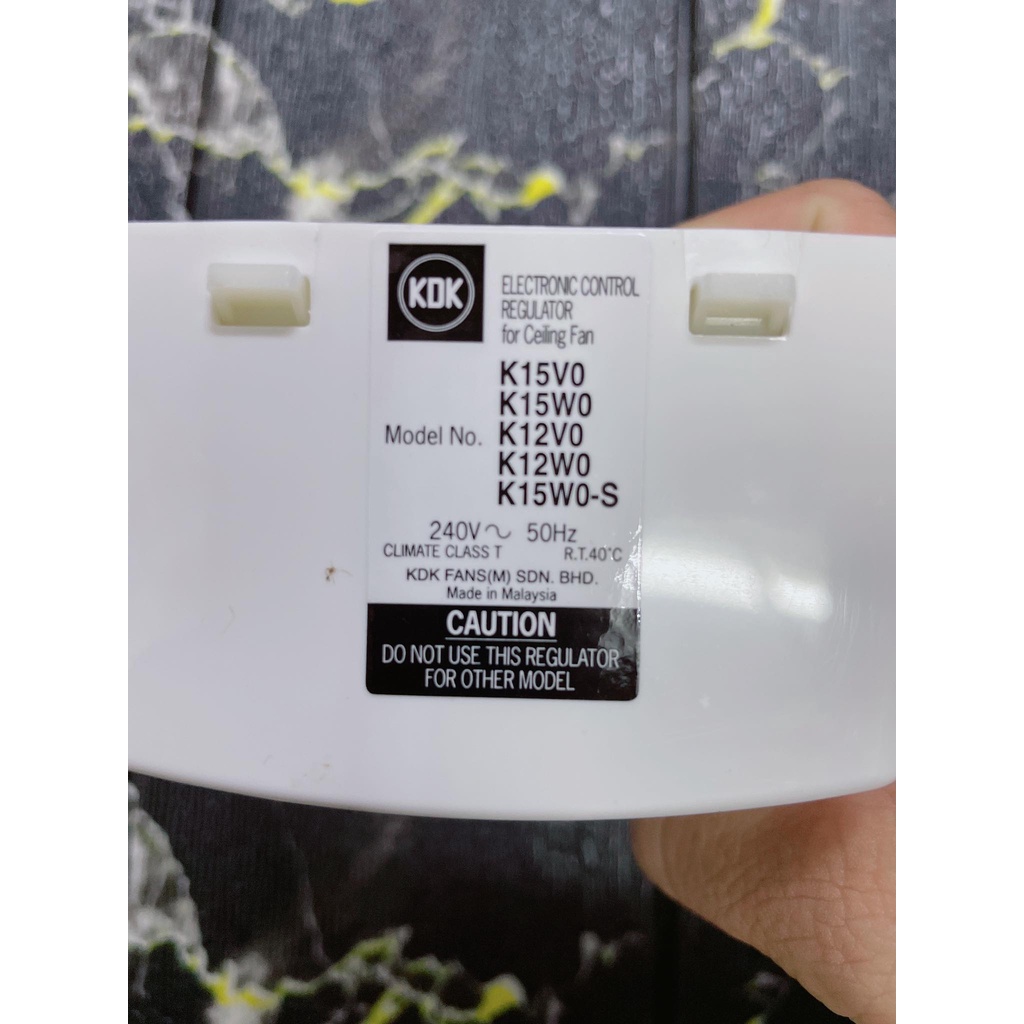 KDK
ELECTRONIC CONTROL
REGULATOR
for Ceiling Fan
Model No.
K15V0
K15W0
K12V0
K12W0
K15W0-S
240V～ 50Hz
CLIMATE CLASS T R.T.40°C
KDK FANS(M) SDN. BHD.
Made in Malaysia
CAUTION
DO NOT USE THIS REGULATOR
FOR OTHER MODEL